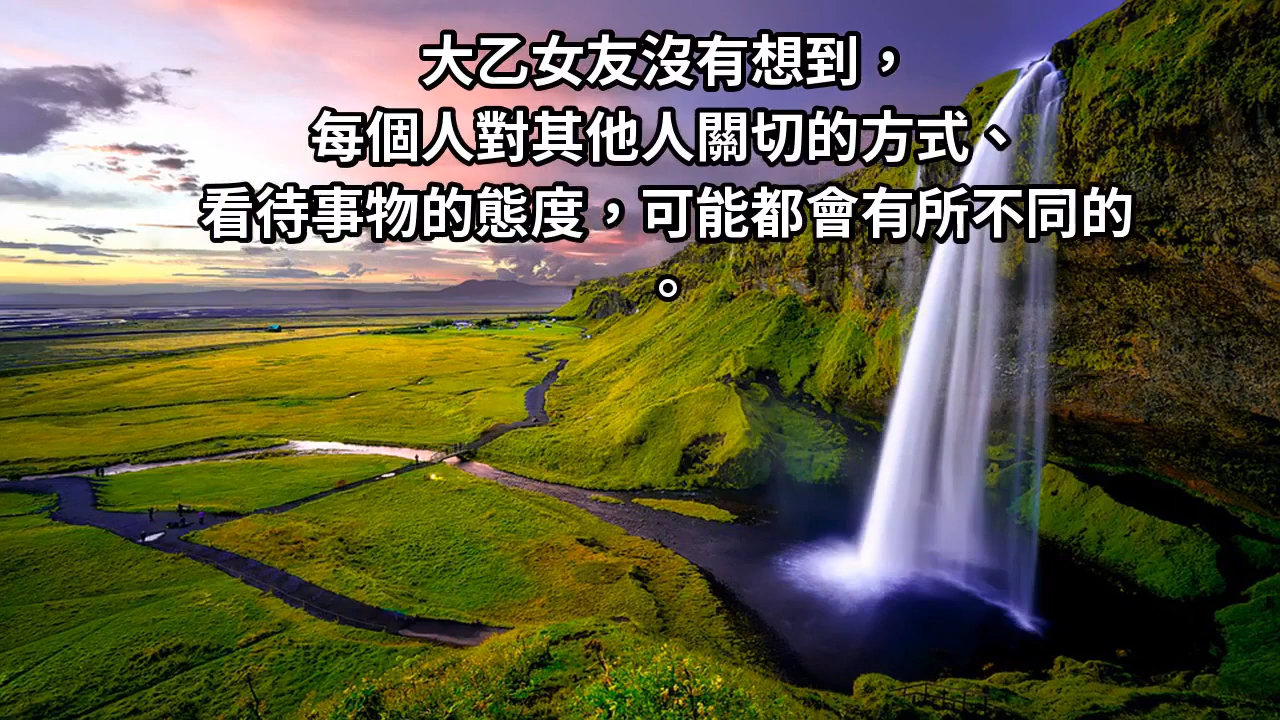 大乙女友沒有想到，
每個人對其他人關切的方式、
看待事物的態度，可能都會有所不同的
。